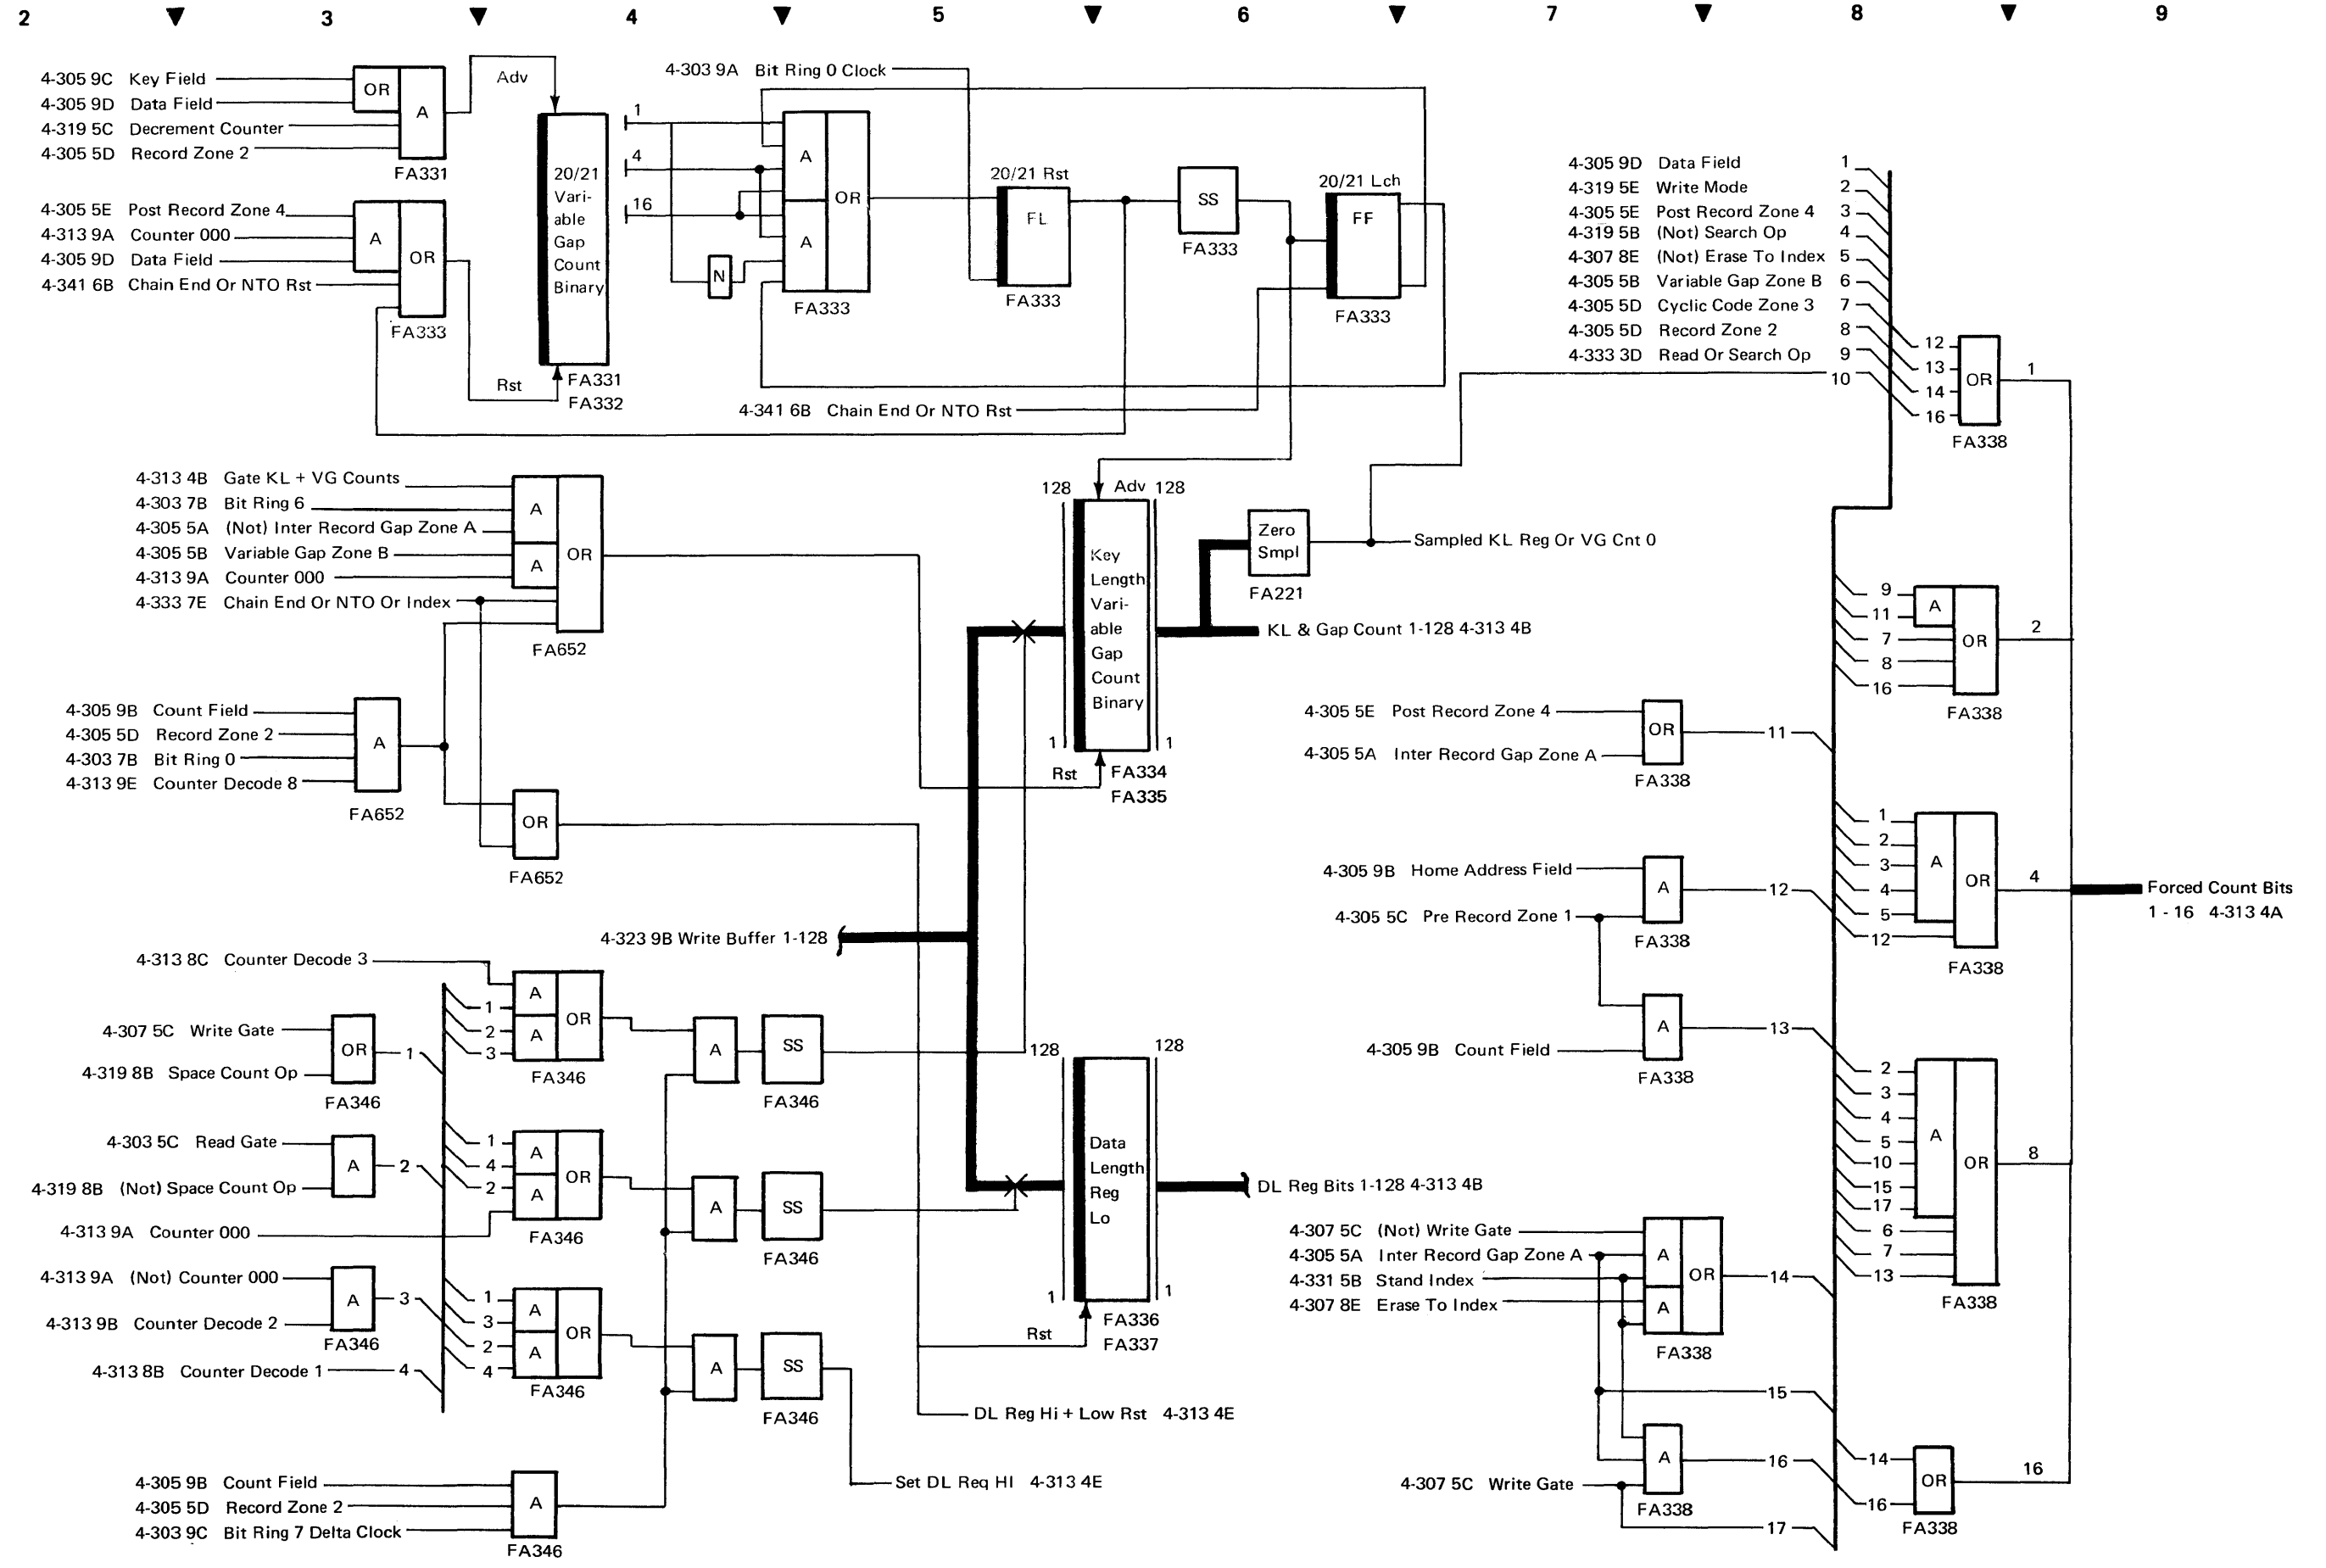 2 3 4 5 6 7 8 9
4-305 9C Key Field
4-305 9D Data Field
4-319 5C Decrement Counter
4-305 5D Record Zone 2
OR
A
FA331
Adv
4-305 5E Post Record Zone 4
4-313 9A Counter 000
4-305 9D Data Field
4-341 6B Chain End Or NTO Rst
A
OR
FA333
Rst
20/21
Vari-
able
Gap
Count
Binary
FA331
FA332
1
4
16
N
4-303 9A Bit Ring 0 Clock
A
A
OR
FA333
20/21 Rst
FL
FA333
SS
FA333
20/21 Lch
FF
FA333
4-341 6B Chain End Or NTO Rst
4-305 9D Data Field 1
4-319 5E Write Mode 2
4-305 5E Post Record Zone 4 3
4-319 5B (Not) Search Op 4
4-307 8E (Not) Erase To Index 5
4-305 5B Variable Gap Zone B 6
4-305 5D Cyclic Code Zone 3 7
4-305 5D Record Zone 2 8
4-333 3D Read Or Search Op 9
10
12
13
14
16
OR
1
FA338
4-313 4B Gate KL + VG Counts
4-303 7B Bit Ring 6
4-305 5A (Not) Inter Record Gap Zone A
4-305 5B Variable Gap Zone B
4-313 9A Counter 000
4-333 7E Chain End Or NTO Or Index
A
A
OR
FA652
4-305 9B Count Field
4-305 5D Record Zone 2
4-303 7B Bit Ring 0
4-313 9E Counter Decode 8
A
FA652
OR
FA652
128 Adv 128
Key
Length
Vari-
able
Gap
Count
Binary
1 1
Rst
FA334
FA335
Zero
Smpl
FA221
Sampled KL Reg Or VG Cnt 0
KL & Gap Count 1-128 4-313 4B
9
11
7
8
16
A
OR
2
FA338
4-305 5E Post Record Zone 4
4-305 5A Inter Record Gap Zone A
OR
11
FA338
1
2
3
4
5
12
A
OR
4
FA338
4-305 9B Home Address Field
4-305 5C Pre Record Zone 1
A
12
FA338
Forced Count Bits
1 - 16 4-313 4A
4-305 9B Count Field
A
13
FA338
4-323 9B Write Buffer 1-128
4-313 8C Counter Decode 3
4-307 5C Write Gate
4-319 8B Space Count Op
OR
1
FA346
1
2
3
A
A
OR
FA346
A
SS
FA346
4-303 5C Read Gate
4-319 8B (Not) Space Count Op
A
2
4-313 9A Counter 000
1
4
2
A
A
OR
FA346
A
SS
FA346
4-313 9A (Not) Counter 000
4-313 9B Counter Decode 2
A
3
FA346
4-313 8B Counter Decode 1 4
1
3
2
4
A
A
OR
FA346
A
SS
FA346
4-305 9B Count Field
4-305 5D Record Zone 2
4-303 9C Bit Ring 7 Delta Clock
A
FA346
128 128
Data
Length
Reg
Lo
1 1
Rst
FA336
FA337
DL Reg Bits 1-128 4-313 4B
DL Reg Hi + Low Rst 4-313 4E
Set DL Reg HI 4-313 4E
2
3
4
5
10
15
17
6
7
13
A
OR
8
FA338
4-307 5C (Not) Write Gate
4-305 5A Inter Record Gap Zone A
4-331 5B Stand Index
4-307 8E Erase To Index
A
A
OR
14
FA338
15
4-307 5C Write Gate
A
16
FA338
17
14
16
OR
16
FA338